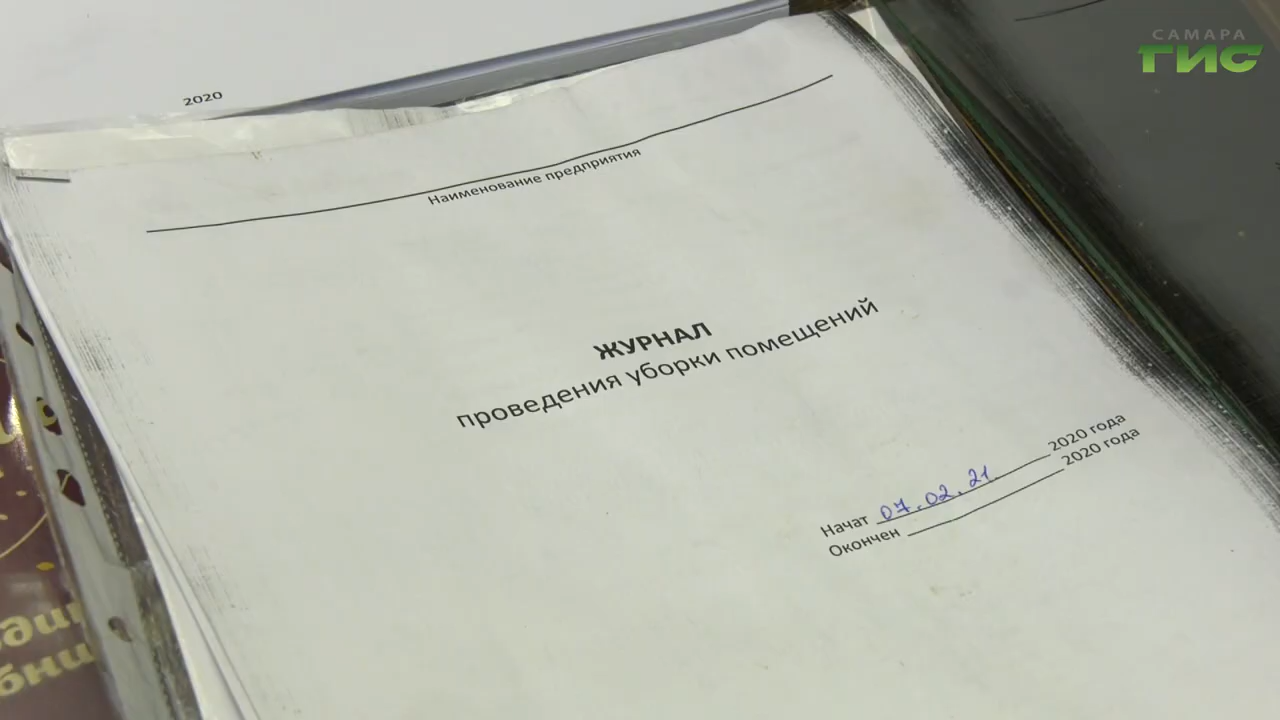 САМАРА
ГИС
2020
Наименование предприятия
ЖУРНАЛ
проведения уборки помещений
Начат 07.02.21. 2020 года
Окончен 2020 года